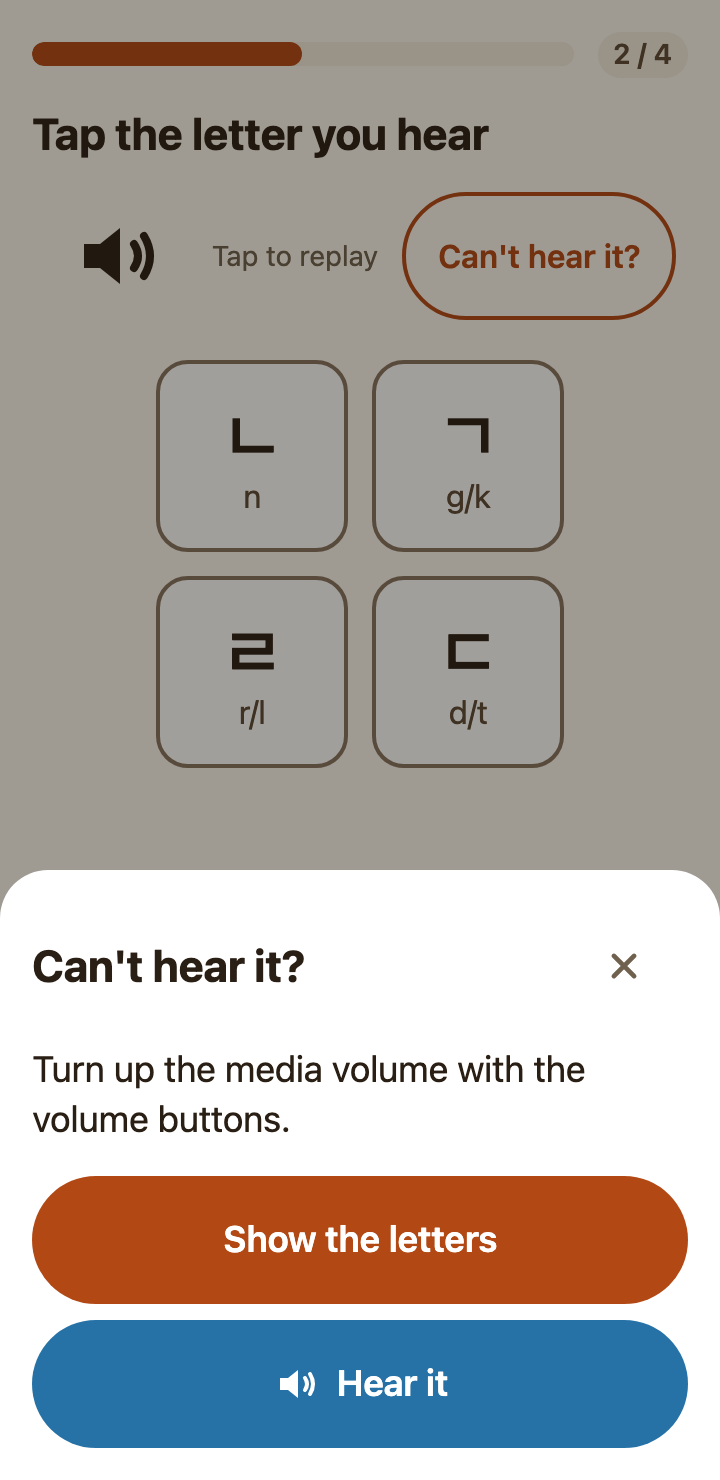 2 / 4
Tap the letter you hear
Tap to replay
Can't hear it?
ㄴ
n
ㄱ
g/k
ㄹ
r/l
ㄷ
d/t
Can't hear it?
Turn up the media volume with the
volume buttons.
Show the letters
Hear it